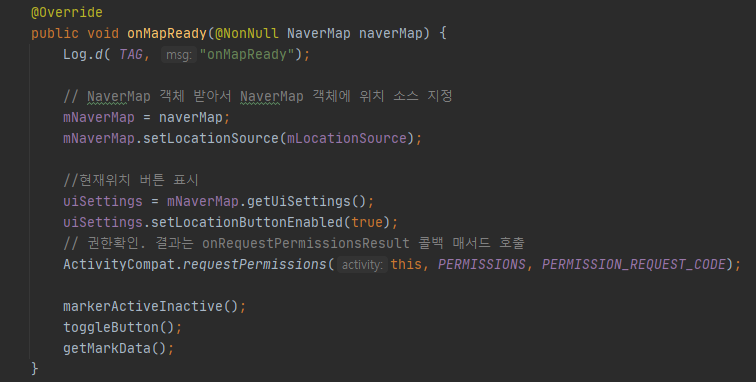 @Override
public void onMapReady(@NonNull NaverMap naverMap) {
Log.d( TAG, msg: "onMapReady");
// NaverMap 객체 받아서 NaverMap 객체에 위치 소스 지정
mNaverMap = naverMap;
mNaverMap.setLocationSource(mLocationSource);
//현재위치 버튼 표시
uiSettings = mNaverMap.getUiSettings();
uiSettings.setLocationButtonEnabled(true);
// 권한확인. 결과는 onRequestPermissionsResult 콜백 매서드 호출
ActivityCompat.requestPermissions( activity: this, PERMISSIONS, PERMISSION_REQUEST_CODE);
markerActiveInactive();
toggleButton();
getMarkData();
}